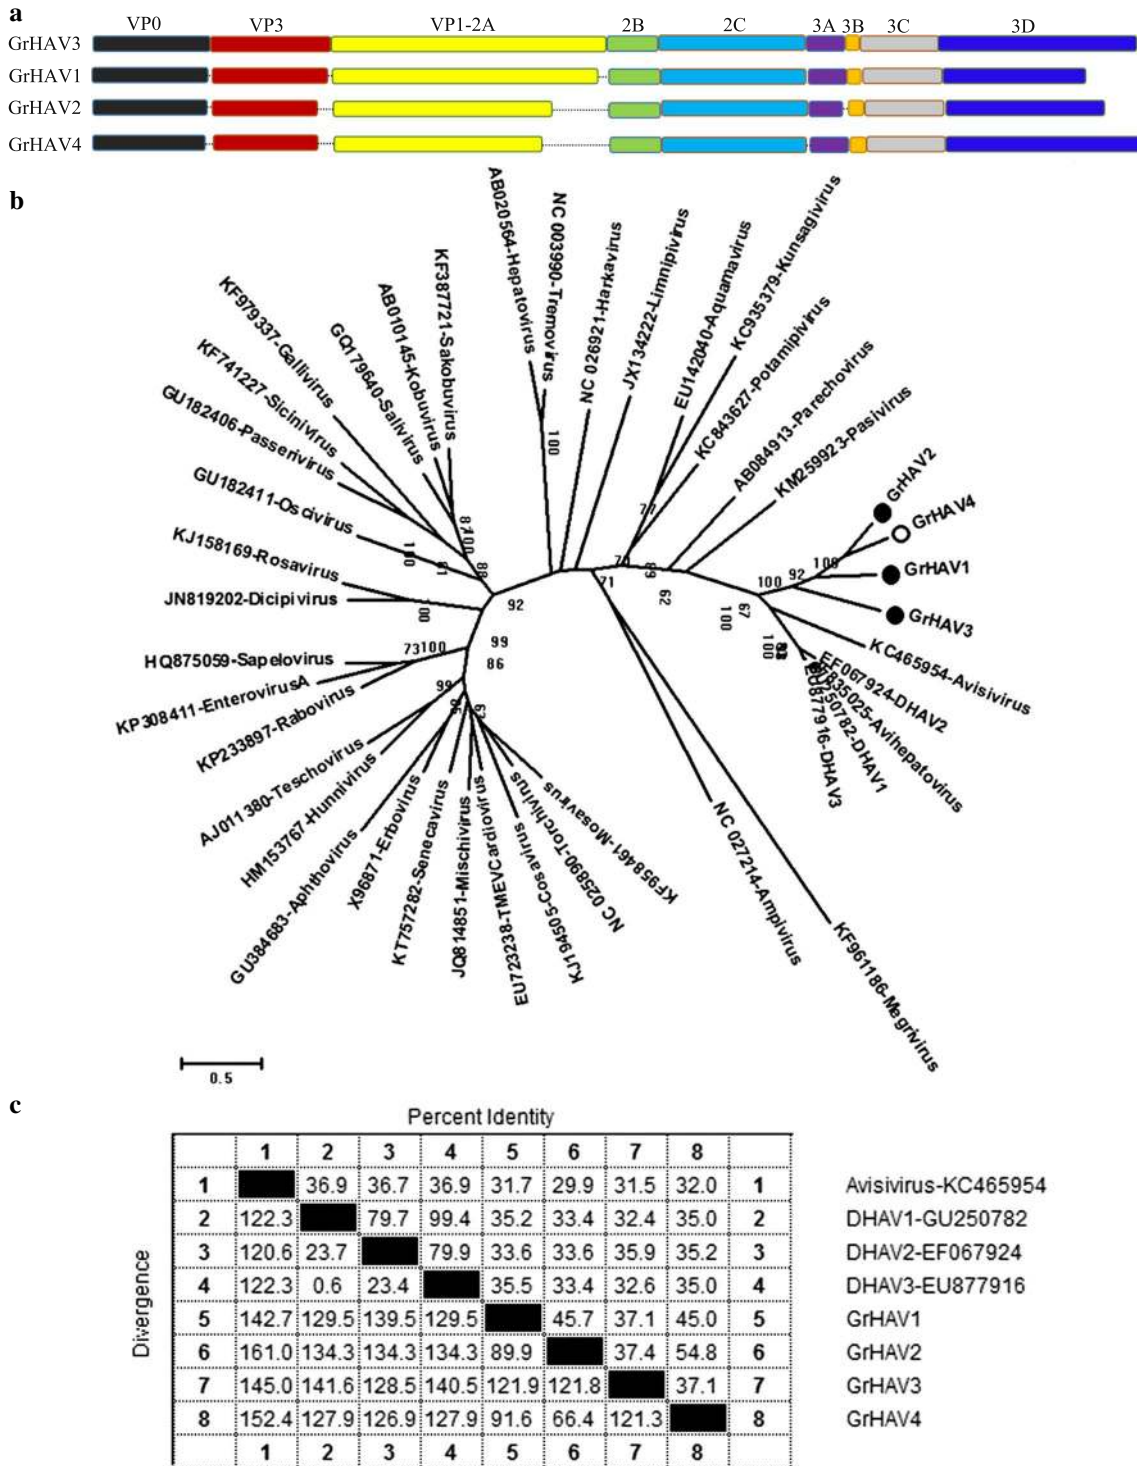 a
VP0 VP3 VP1-2A 2B 2C 3A 3B 3C 3D
GrHAV3
GrHAV1
GrHAV2
GrHAV4
b
AB020564-Hepatovirus
NC 003990-Tremovirus
NC 026921-Harkavirus
JX134222-Limnipivirus
EU142040-Aquamavirus
KC935379-Kunsagivirus
KC843627-Potamipivirus
AB084913-Parechovirus
KM259923-Pasivirus
GrHAV2
GrHAV4
GrHAV1
GrHAV3
KC465954-Avisivirus
EF067924-DHAV2
GU250782-DHAV1
EU877916-DHAV3
KF961186-Megrivirus
NC 027214-Ampivirus
KF958461-Mosavirus
NC 025890-Torchivirus
KJ194505-Cosavirus
EU723238-TMEVCardiovirus
JQ814851-Mischivirus
KT757282-Senecavirus
X96871-Erbovirus
GU384683-Aphthovirus
HM153767-Hunnivirus
AJ011380-Teschovirus
KP233897-Rabovirus
KP308411-EnterovirusA
HQ875059-Sapelovirus
JN819202-Dicipivirus
KJ158169-Rosavirus
GU182411-Oscivirus
GU182406-Passerivirus
KF741227-Sicinivirus
KF979337-Gallivirus
GQ179640-Salivirus
AB010145-Kobuvirus
KF387721-Sakobuvirus
100
77
71
62
100
67
100
92
100
100
87
100
88
92
99
86
73 100
99
0.5
c
Percent Identity
1 2 3 4 5 6 7 8
1 36.9 36.7 36.9 31.7 29.9 31.5 32.0 1 Avisivirus-KC465954
2 122.3 79.7 99.4 35.2 33.4 32.4 35.0 2 DHAV1-GU250782
3 120.6 23.7 79.9 33.6 33.6 35.9 35.2 3 DHAV2-EF067924
4 122.3 0.6 23.4 35.5 33.4 32.6 35.0 4 DHAV3-EU877916
5 142.7 129.5 139.5 129.5 45.7 37.1 45.0 5 GrHAV1
6 161.0 134.3 134.3 134.3 89.9 37.4 54.8 6 GrHAV2
7 145.0 141.6 128.5 140.5 121.9 121.8 37.1 7 GrHAV3
8 152.4 127.9 126.9 127.9 91.6 66.4 121.3 8 GrHAV4
1 2 3 4 5 6 7 8
Divergence